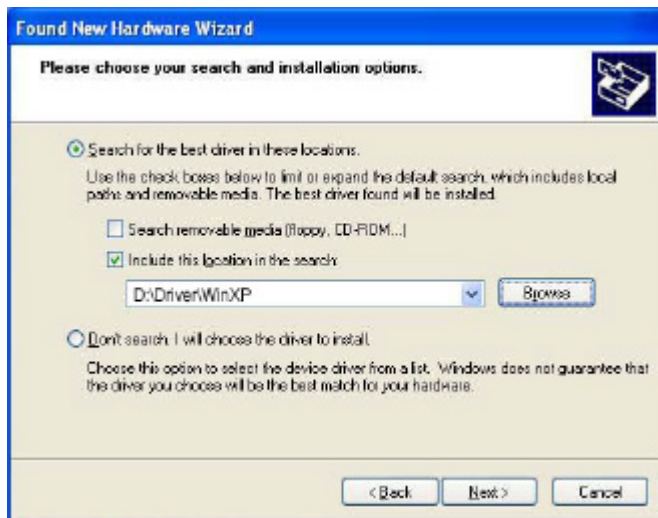 Found New Hardware Wizard
Please choose your search and installation options.
Search for the best driver in these locations.
Use the check boxes below to limit or expand the default search, which includes local
paths and removable media. The best driver found will be installed.
Search removable media (floppy, CD-ROM...)
Include this location in the search:
D:\Driver\WinXP
Browse
Don't search. I will choose the driver to install.
Choose this option to select the device driver from a list. Windows does not guarantee that
the driver you choose will be the best match for your hardware.
< Back
Next >
Cancel